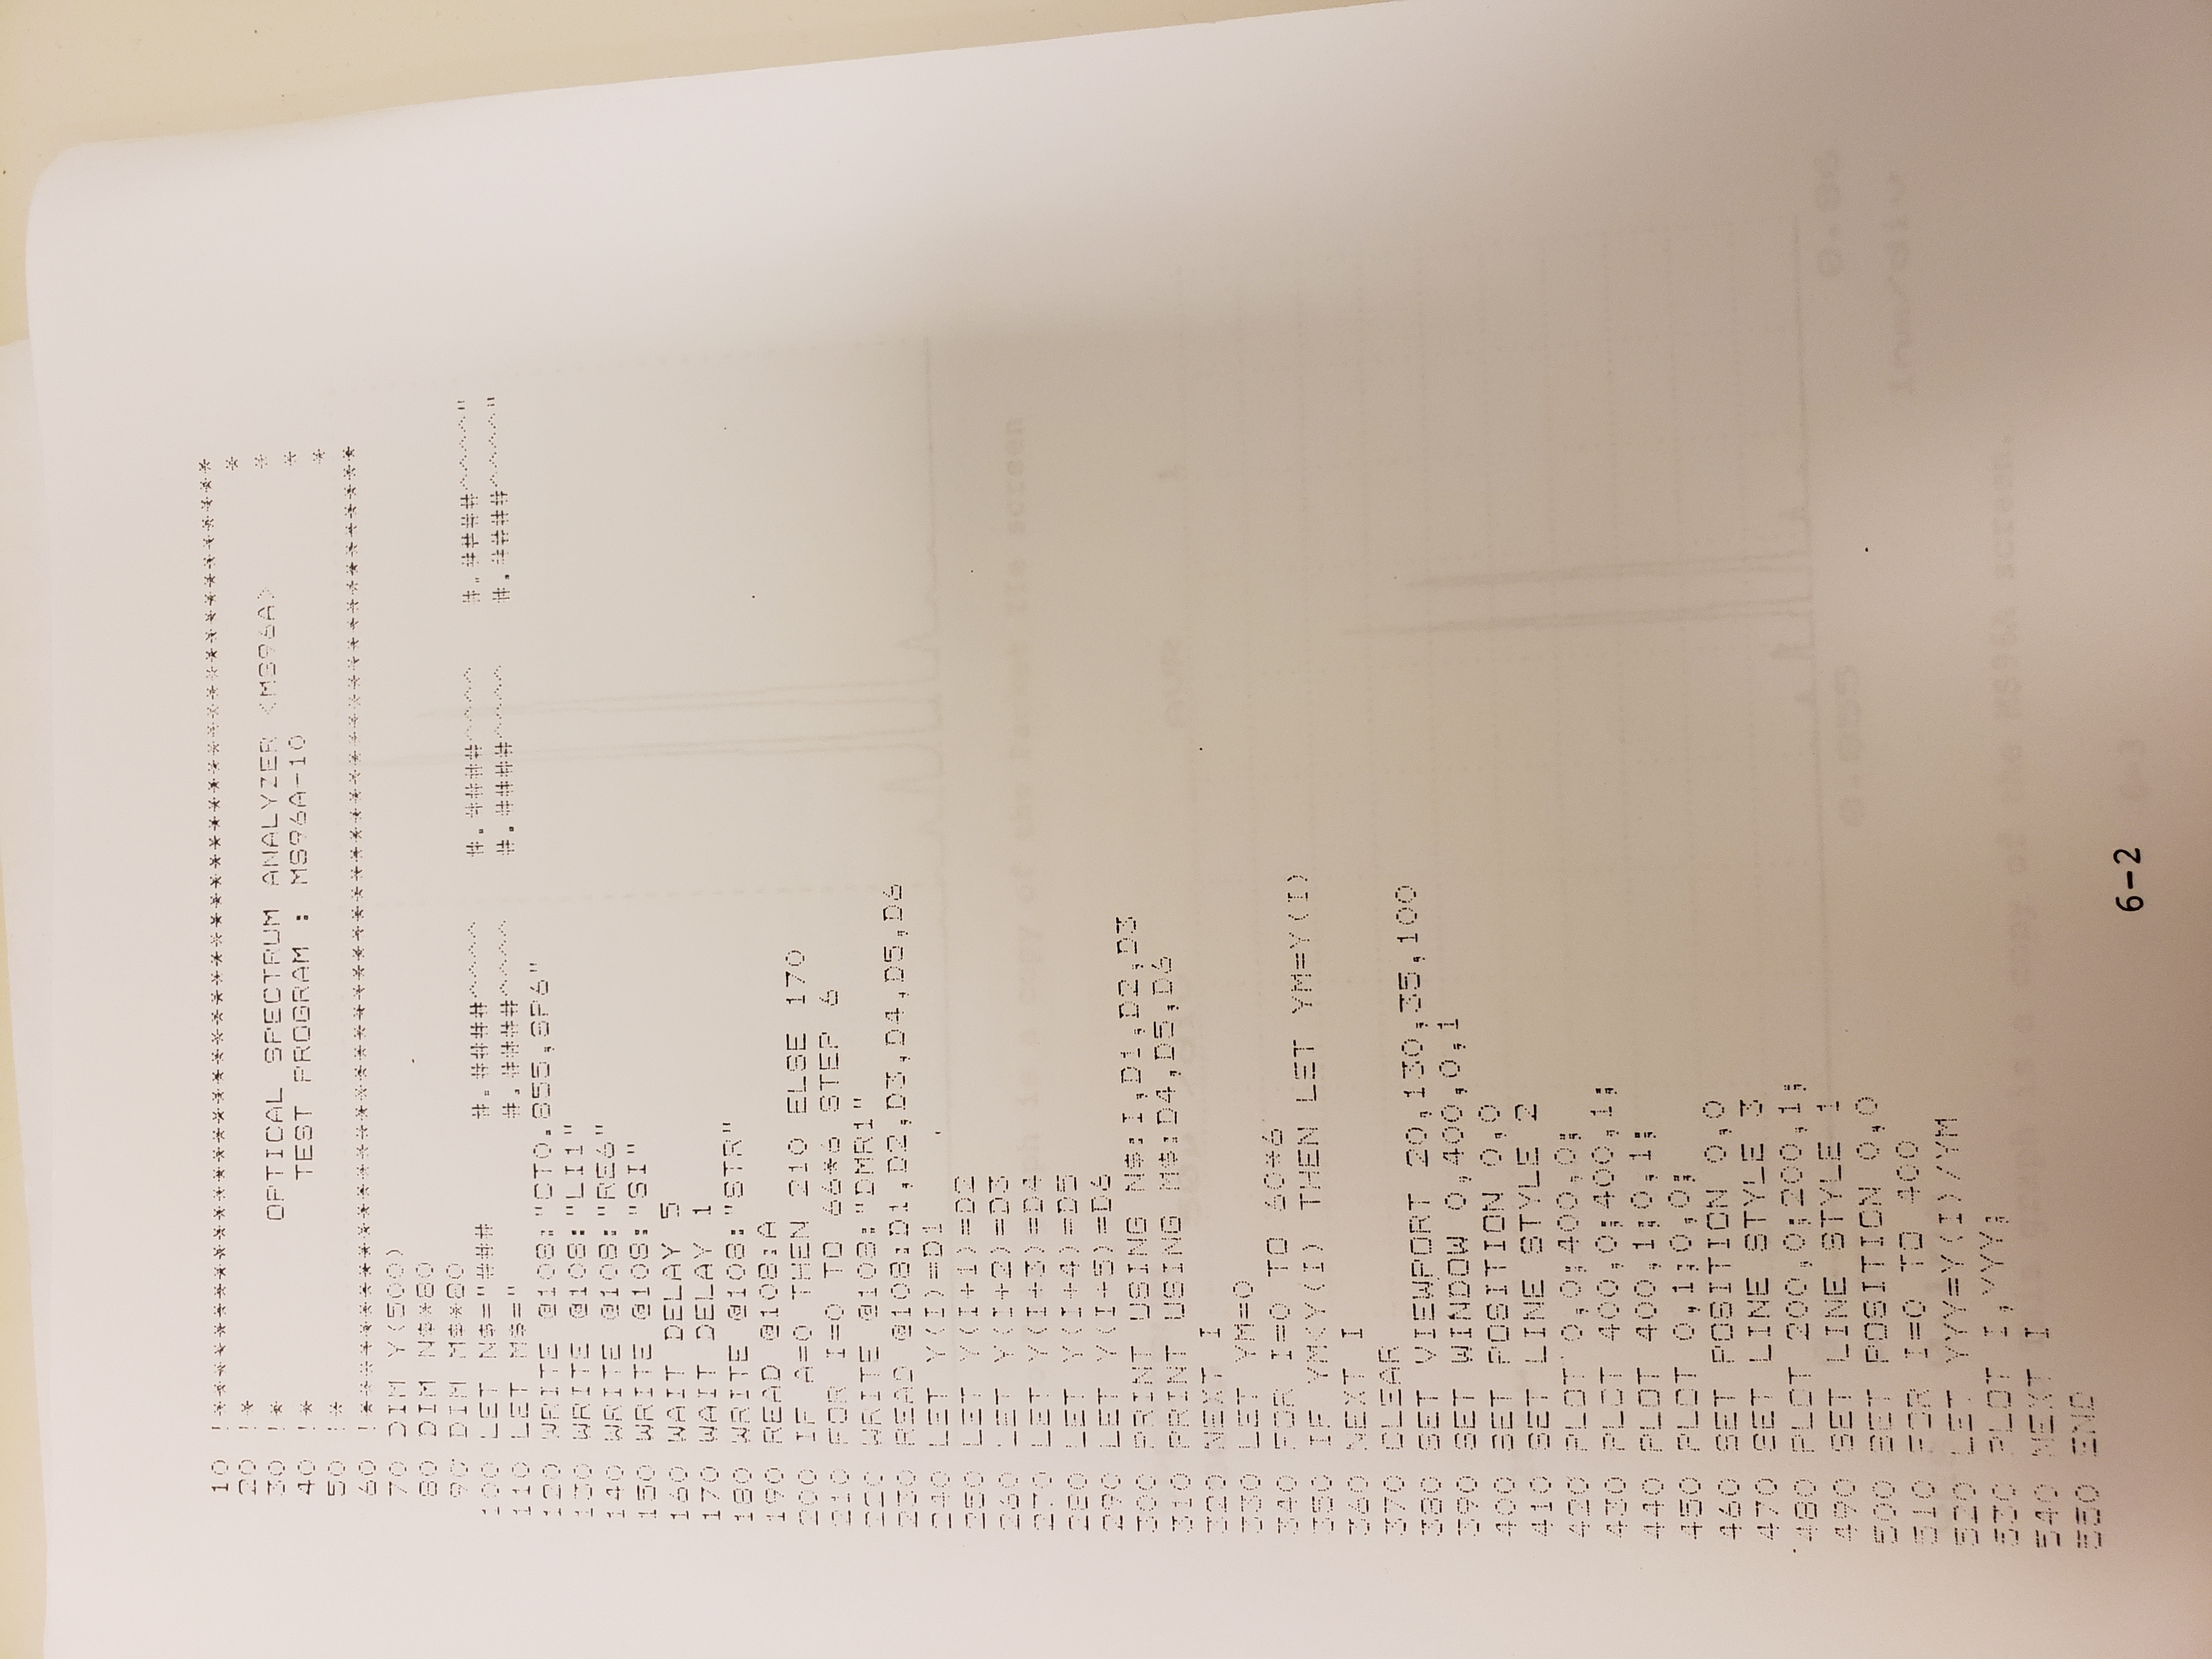 10 !*************************************************
20 !* *
30 !* OPTICAL SPECTRUM ANALYZER <MS96A> *
40 !* TEST PROGRAM : MS96A-10 *
50 !* *
60 !**************************************************
70 DIM Y(500)
80 DIM N$*80
90 DIM M$*80
100 LET N$="### #.####^^^^ #.####^^^^ #.####^^^^"
110 LET M$=" #.####^^^^ #.####^^^^ #.####^^^^"
120 WRITE @108:"CT0.855,SP6"
130 WRITE @108:"LI1"
140 WRITE @108:"RE6"
150 WRITE @108:"SI"
160 WAIT DELAY 5
170 WAIT DELAY 1
180 WRITE @108:"STR"
190 READ @108:A
200 IF A=0 THEN 210 ELSE 170
210 FOR I=0 TO 66*6 STEP 6
220 WRITE @108:"DMR1"
230 READ @108:D1,D2,D3,D4,D5,D6
240 LET Y(I)=D1
250 LET Y(I+1)=D2
260 LET Y(I+2)=D3
270 LET Y(I+3)=D4
280 LET Y(I+4)=D5
290 LET Y(I+5)=D6
300 PRINT USING N$:I,D1,D2,D3
310 PRINT USING M$:D4,D5,D6
320 NEXT I
330 LET YM=0
340 FOR I=0 TO 60*6
350 IF YM<Y(I) THEN LET YM=Y(I)
360 NEXT I
370 CLEAR
380 SET VIEWPORT 20,130,35,100
390 SET WINDOW 0,400,0,1
400 SET POSITION 0,0
410 SET LINE STYLE 2
420 PLOT 0,0;400,0;
430 PLOT 400,0;400,1;
440 PLOT 400,1;0,1;
450 PLOT 0,1;0,0;
460 SET POSITION 0,0
470 SET LINE STYLE 3
480 PLOT 200,0;200,1;
490 SET LINE STYLE 1
500 SET POSITION 0,0
510 FOR I=0 TO 400
520 LET YYY=Y(I)/YM
530 PLOT I,YYY;
540 NEXT I
550 END
6-2